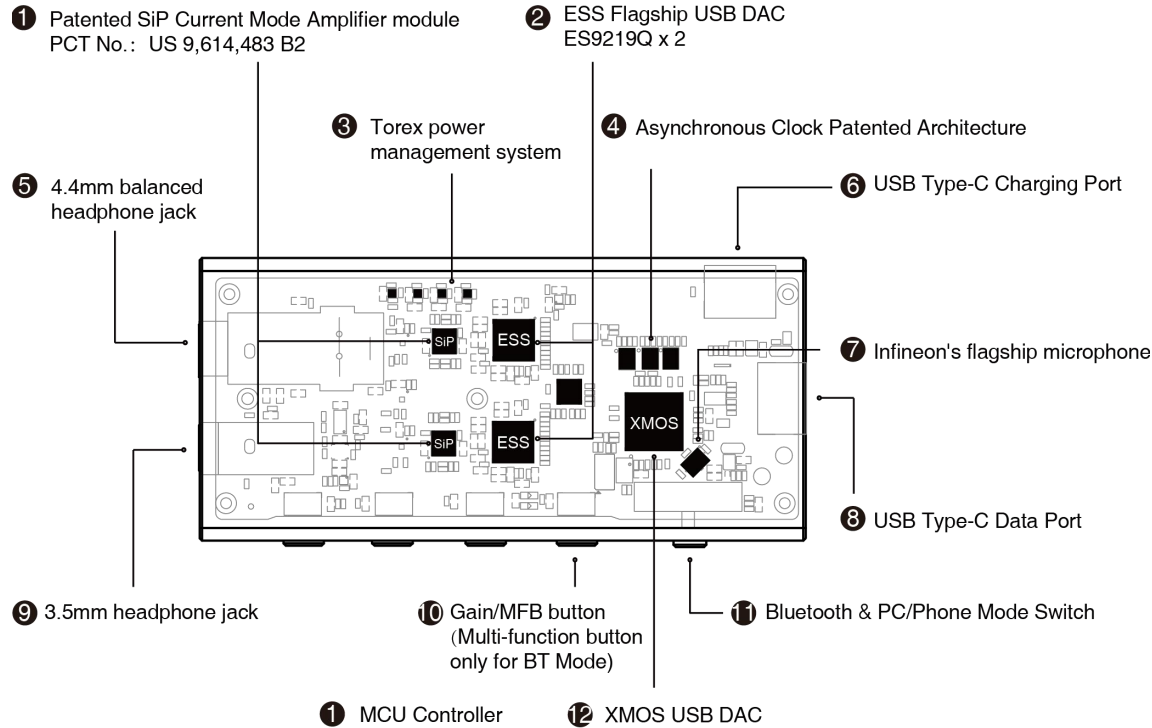 1 Patented SiP Current Mode Amplifier module
PCT No.: US 9,614,483 B2
2 ESS Flagship USB DAC
ES9219Q x 2
3 Torex power
management system
4 Asynchronous Clock Patented Architecture
5 4.4mm balanced
headphone jack
6 USB Type-C Charging Port
SiP
ESS
7 Infineon's flagship microphone
XMOS
SiP
ESS
8 USB Type-C Data Port
9 3.5mm headphone jack
10 Gain/MFB button
(Multi-function button
only for BT Mode)
11 Bluetooth & PC/Phone Mode Switch
1 MCU Controller
12 XMOS USB DAC